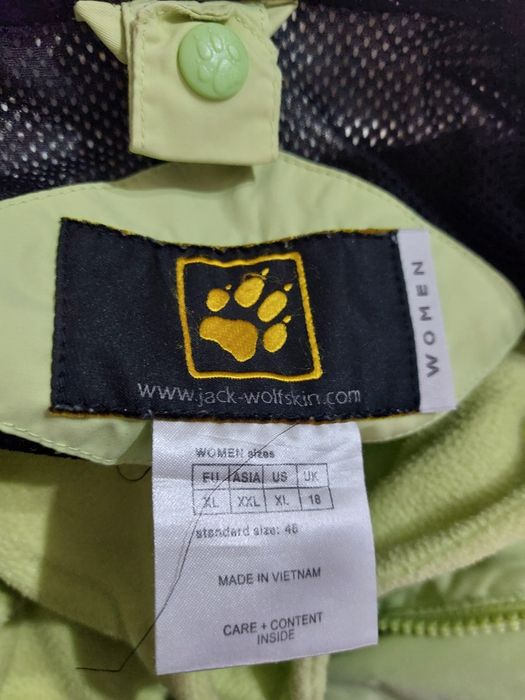 www.jack-wolfskin.com
WOMEN
WOMEN sizes
EU ASIA US UK
XL XXL XL 18
standard size: 46
MADE IN VIETNAM
CARE + CONTENT
INSIDE